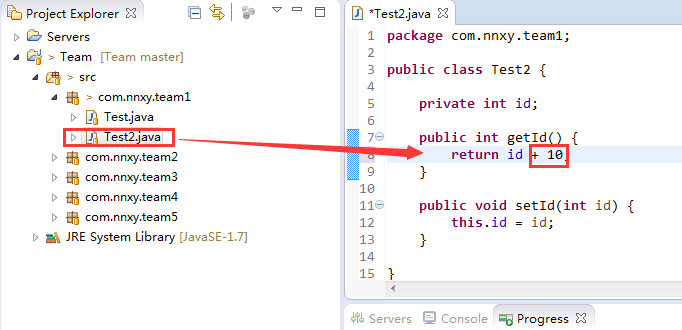 Project Explorer
Servers
> Team [Team master]
> src
> com.nnxy.team1
Test.java
Test2.java
com.nnxy.team2
com.nnxy.team3
com.nnxy.team4
com.nnxy.team5
JRE System Library [JavaSE-1.7]
*Test2.java
1 package com.nnxy.team1;
2
3 public class Test2 {
4
5 private int id;
6
7 public int getId() {
8 return id + 10
9 }
10
11 public void setId(int id) {
12 this.id = id;
13 }
14
15 }
Servers Console Progress